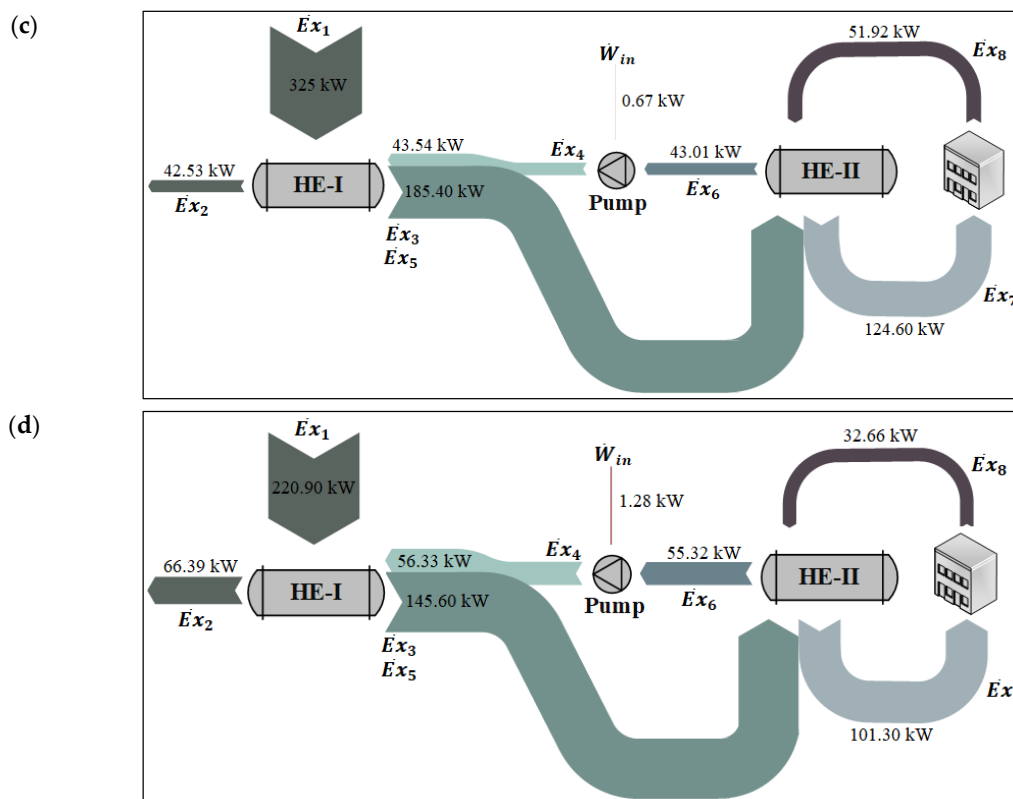 (c)
Ėx₁
325 kW
Ẇin
0.67 kW
51.92 kW
Ėx₈
42.53 kW
Ėx₂
HE-I
43.54 kW
185.40 kW
Ėx₃
Ėx₅
Ėx₄
Pump
43.01 kW
Ėx₆
HE-II
Ėx₇
124.60 kW
(d)
Ėx₁
220.90 kW
Ẇin
1.28 kW
32.66 kW
Ėx₈
66.39 kW
Ėx₂
HE-I
56.33 kW
145.60 kW
Ėx₃
Ėx₅
Ėx₄
Pump
55.32 kW
Ėx₆
HE-II
Ėx
101.30 kW